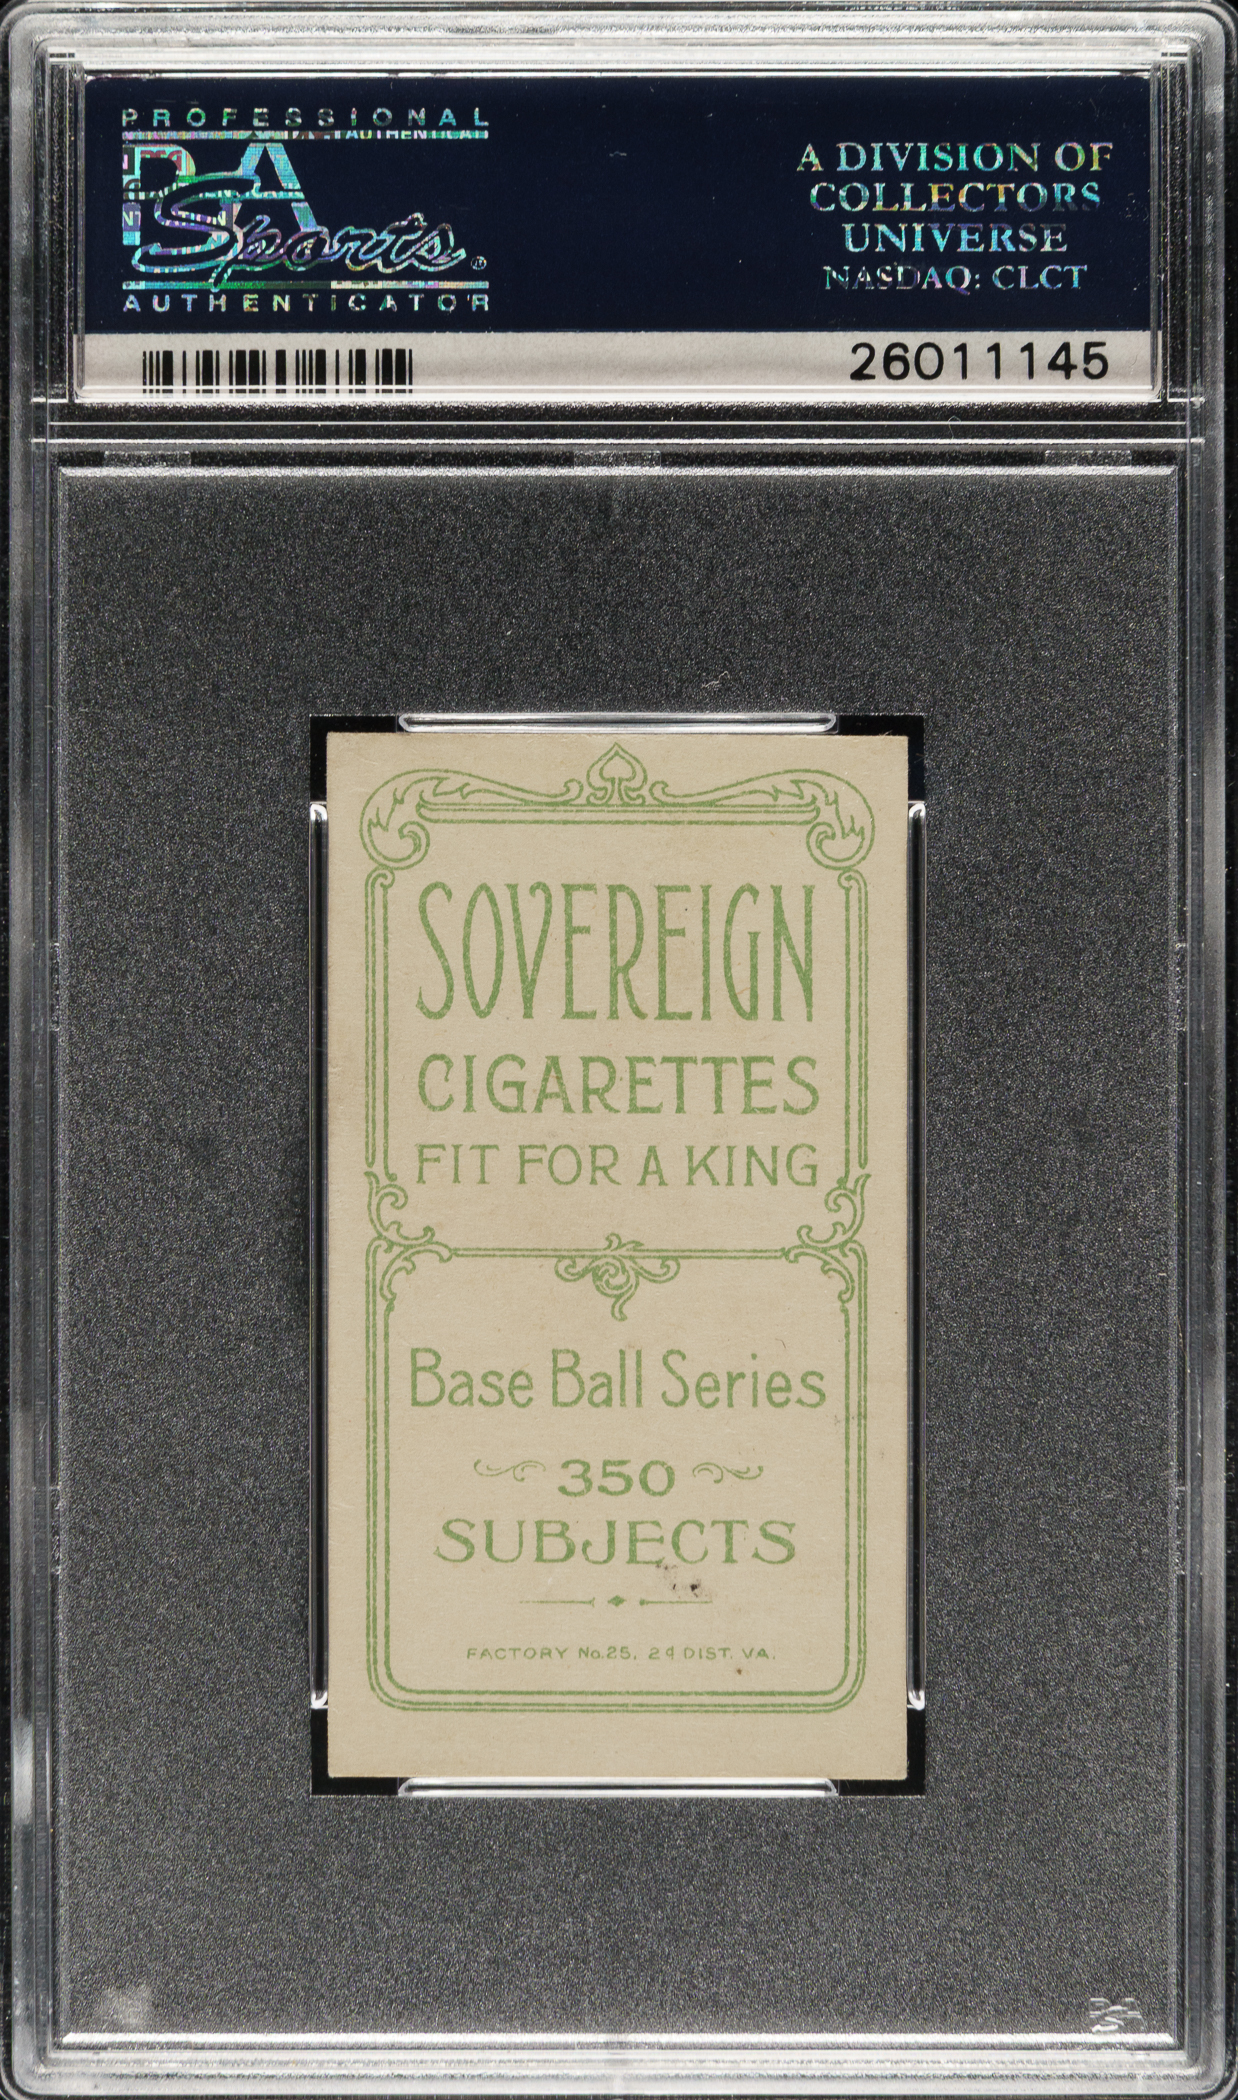 PROFESSIONAL
PSA
Sports®
AUTHENTICATOR
A DIVISION OF
COLLECTORS
UNIVERSE
NASDAQ: CLCT
26011145
SOVEREIGN
CIGARETTES
FIT FOR A KING
Base Ball Series
350
SUBJECTS
FACTORY No.25, 2d DIST. VA.